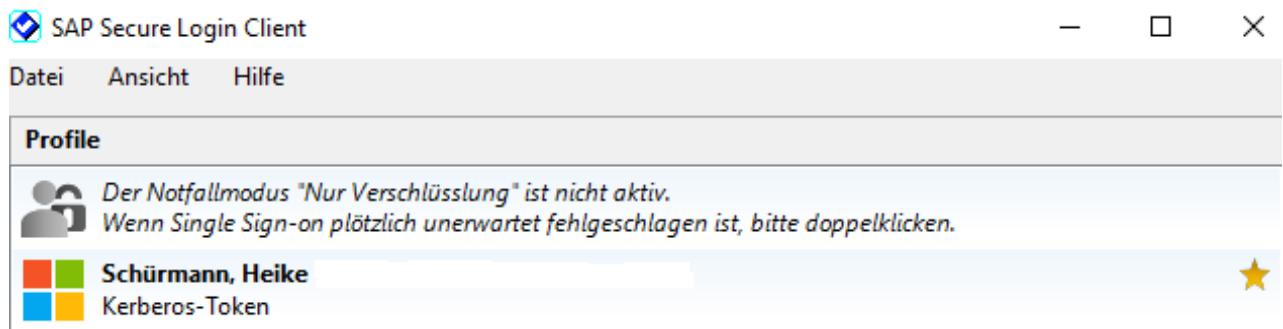 SAP Secure Login Client
Datei Ansicht Hilfe
Profile
Der Notfallmodus "Nur Verschlüsslung" ist nicht aktiv.
Wenn Single Sign-on plötzlich unerwartet fehlgeschlagen ist, bitte doppelklicken.
Schürmann, Heike
Kerberos-Token